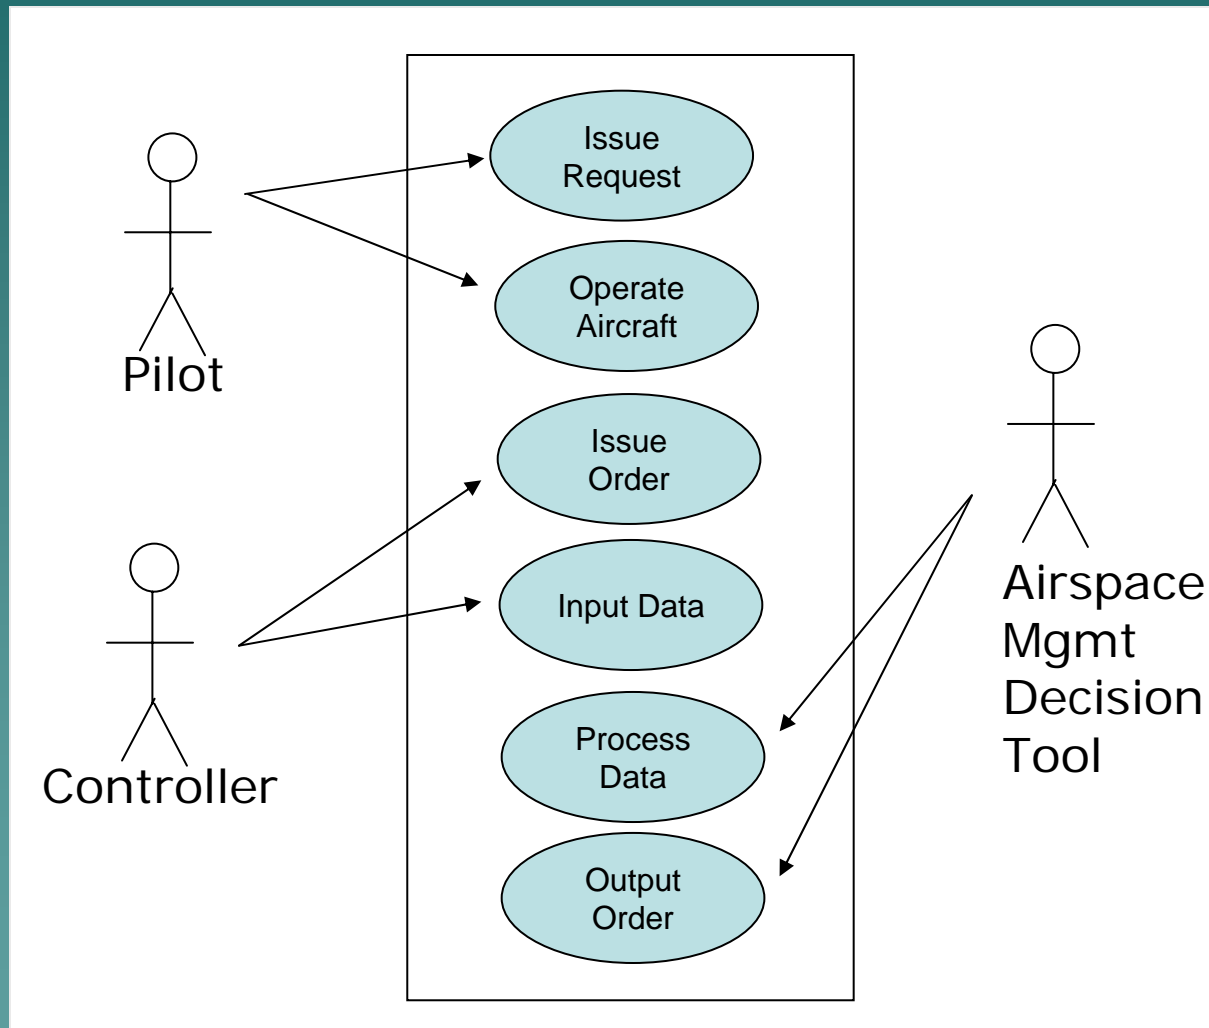 Issue
Request
Operate
Aircraft
Pilot
Issue
Order
Input Data
Controller
Process
Data
Output
Order
Airspace
Mgmt
Decision
Tool